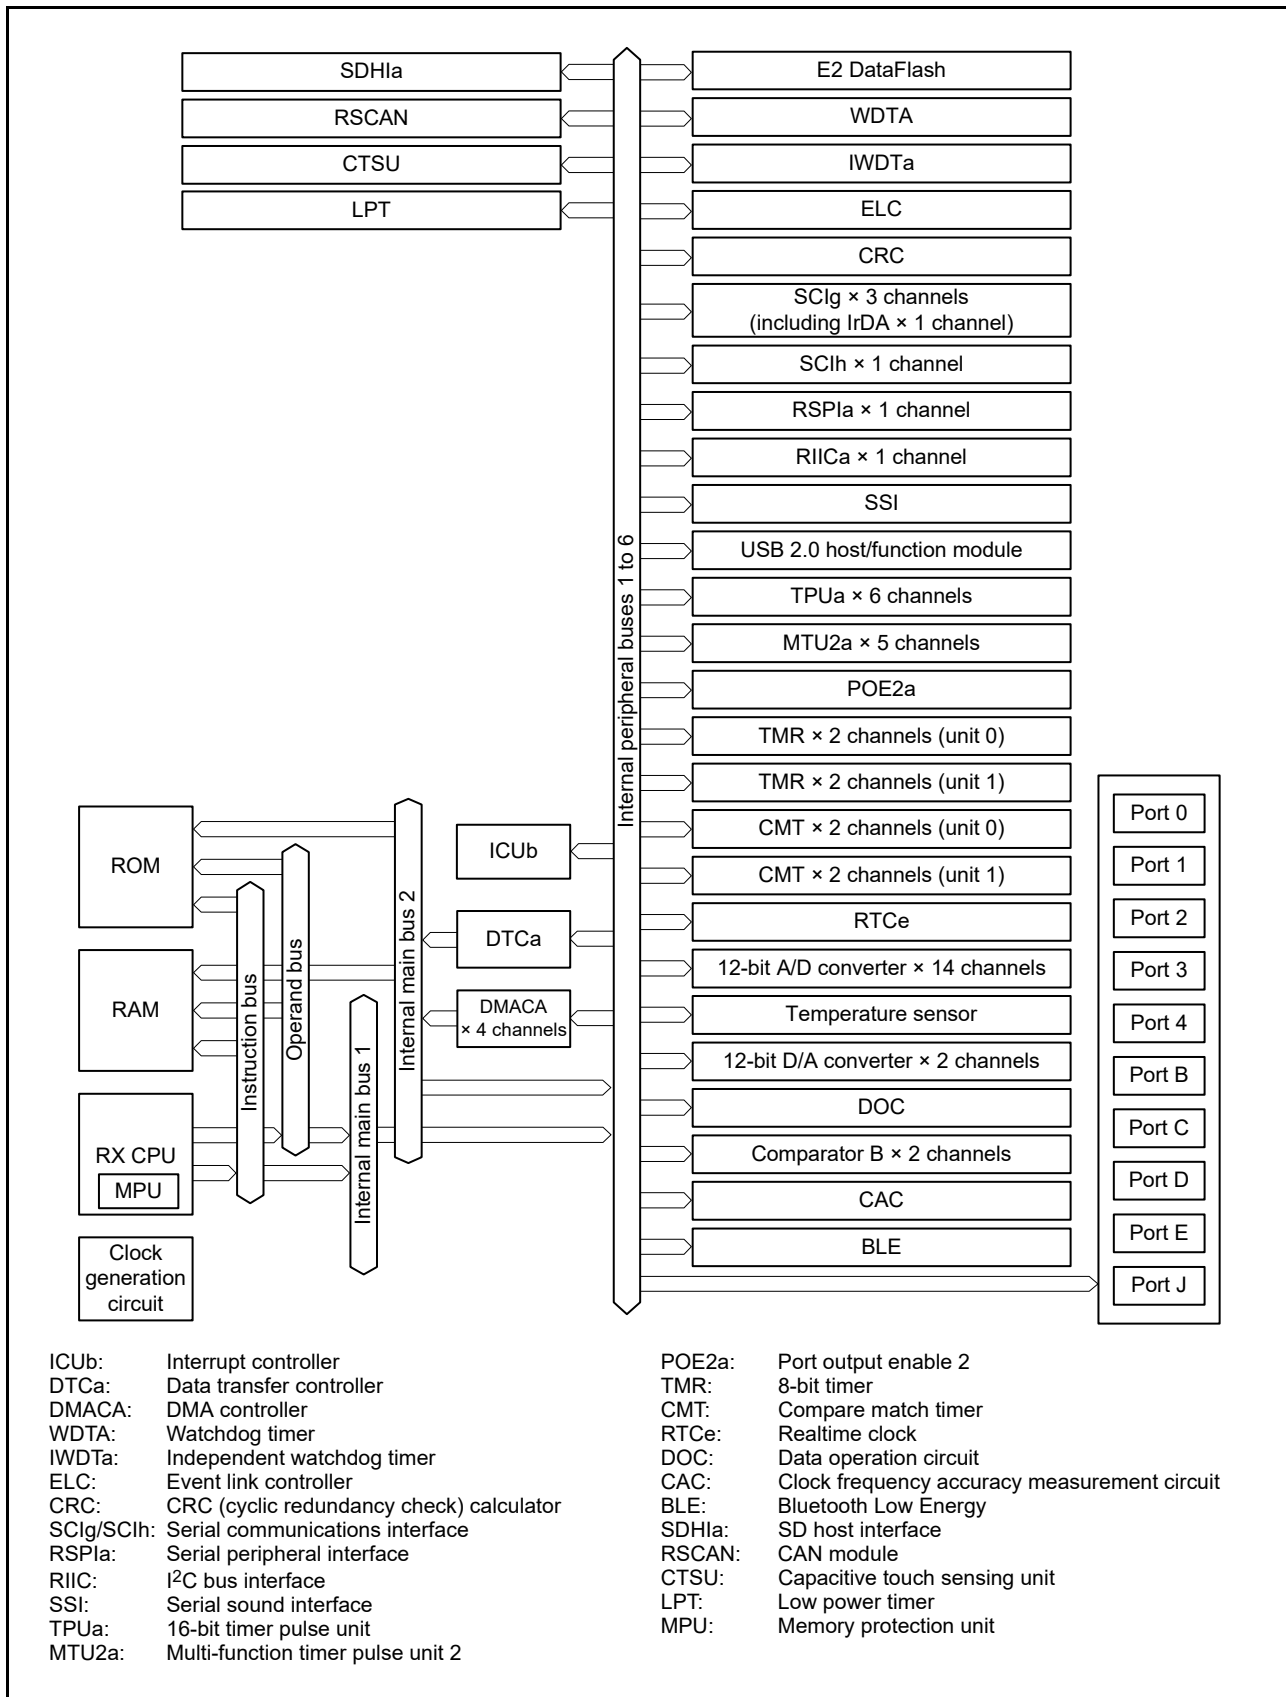 SDHIa
RSCAN
CTSU
LPT
E2 DataFlash
WDTA
IWDTa
ELC
CRC
SCIg × 3 channels
(including IrDA × 1 channel)
SCIh × 1 channel
RSPIa × 1 channel
RIICa × 1 channel
SSI
USB 2.0 host/function module
TPUa × 6 channels
MTU2a × 5 channels
POE2a
TMR × 2 channels (unit 0)
TMR × 2 channels (unit 1)
CMT × 2 channels (unit 0)
CMT × 2 channels (unit 1)
RTCe
12-bit A/D converter × 14 channels
Temperature sensor
12-bit D/A converter × 2 channels
DOC
Comparator B × 2 channels
CAC
BLE
Internal peripheral buses 1 to 6
ROM
RAM
RX CPU
MPU
Clock
generation
circuit
Instruction bus
Operand bus
Internal main bus 1
Internal main bus 2
ICUb
DTCa
DMACA
× 4 channels
Port 0
Port 1
Port 2
Port 3
Port 4
Port B
Port C
Port D
Port E
Port J
ICUb: Interrupt controller
DTCa: Data transfer controller
DMACA: DMA controller
WDTA: Watchdog timer
IWDTa: Independent watchdog timer
ELC: Event link controller
CRC: CRC (cyclic redundancy check) calculator
SCIg/SCIh: Serial communications interface
RSPIa: Serial peripheral interface
RIIC: I²C bus interface
SSI: Serial sound interface
TPUa: 16-bit timer pulse unit
MTU2a: Multi-function timer pulse unit 2
POE2a: Port output enable 2
TMR: 8-bit timer
CMT: Compare match timer
RTCe: Realtime clock
DOC: Data operation circuit
CAC: Clock frequency accuracy measurement circuit
BLE: Bluetooth Low Energy
SDHIa: SD host interface
RSCAN: CAN module
CTSU: Capacitive touch sensing unit
LPT: Low power timer
MPU: Memory protection unit